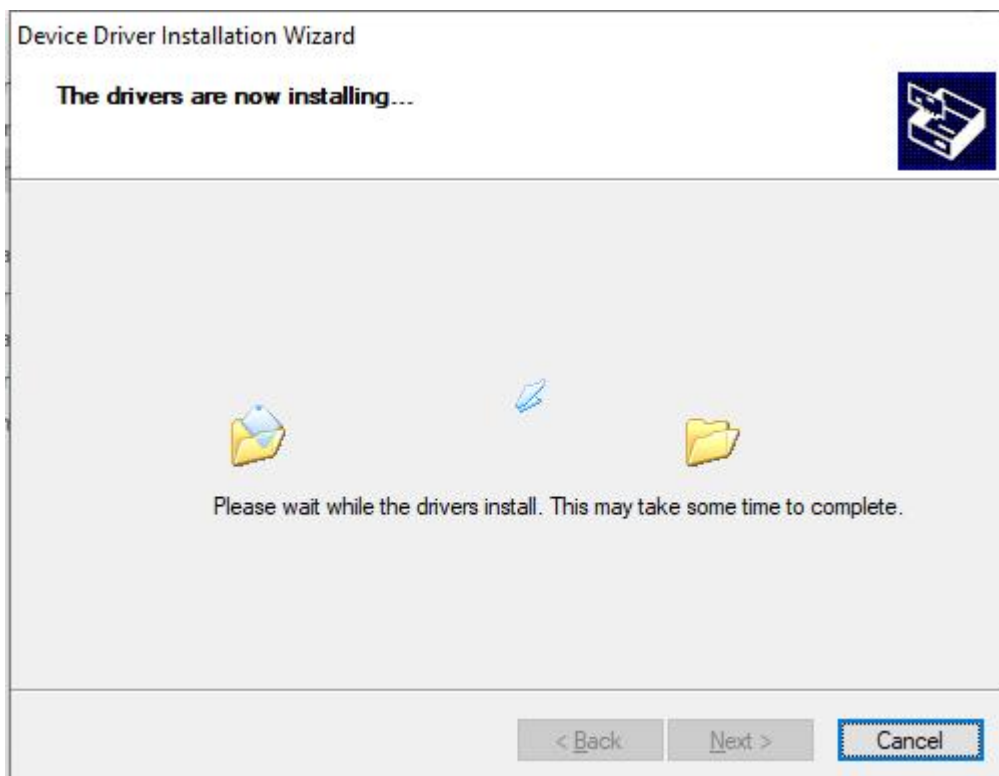 Device Driver Installation Wizard
The drivers are now installing...
Please wait while the drivers install. This may take some time to complete.
< Back
Next >
Cancel